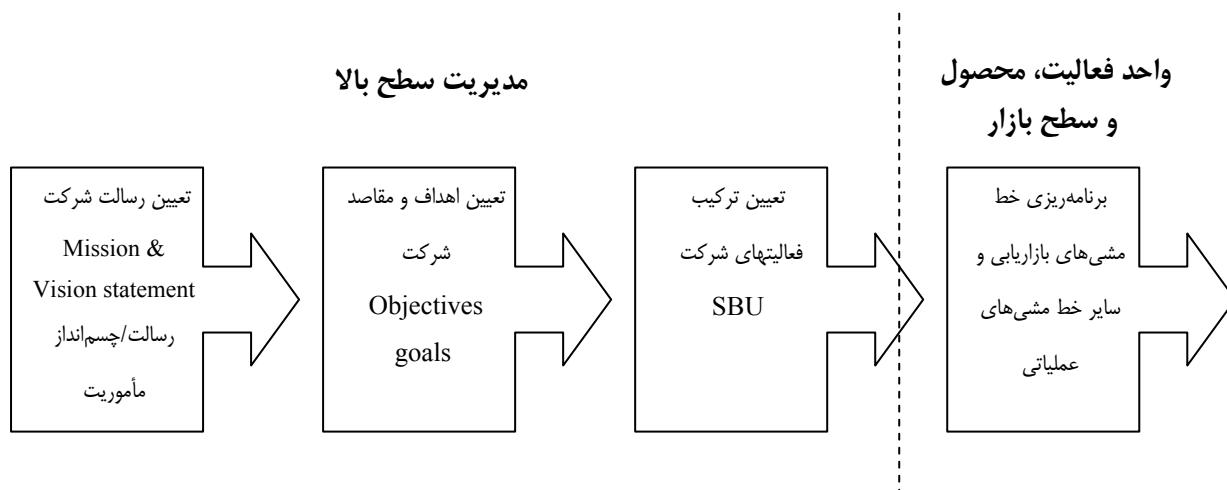 مدیریت سطح بالا
واحد فعالیت، محصول
و سطح بازار
تعیین رسالت شرکت
Mission &
Vision statement
رسالت/چسم‌انداز
مأموریت
تعیین اهداف و مقاصد
شرکت
Objectives
goals
تعیین ترکیب
فعالیتهای شرکت
SBU
برنامه‌ریزی خط
مشی‌های بازاریابی و
سایر خط مشی‌های
عملیاتی